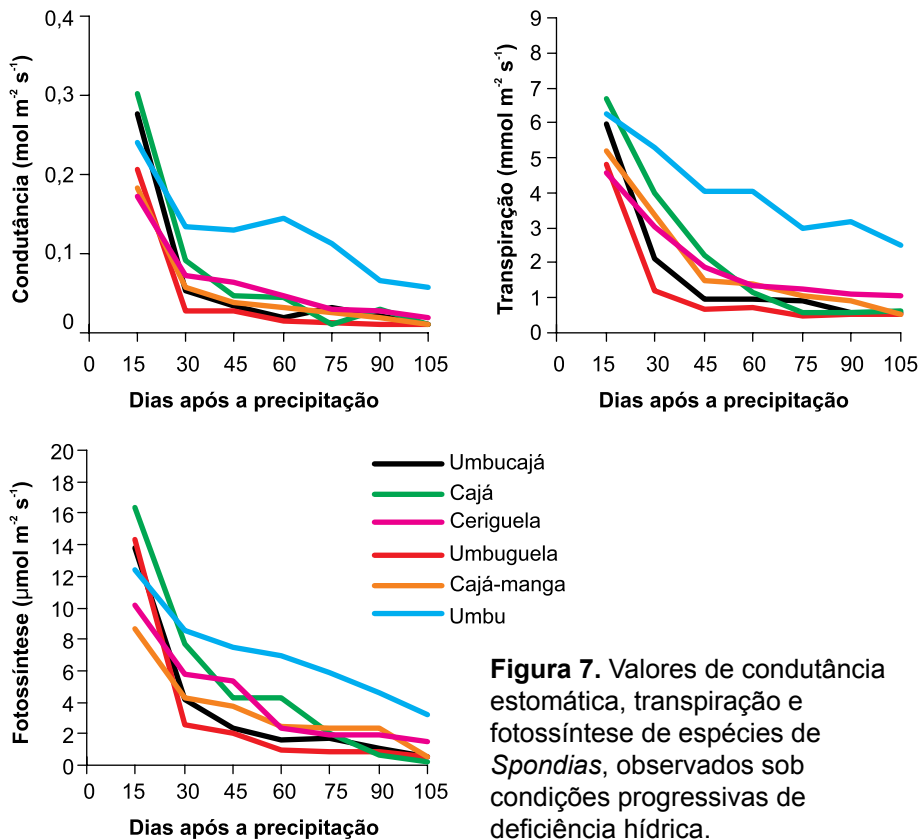 0,4
0,3
0,2
0,1
0
Condutância (mol m⁻² s⁻¹)
0 15 30 45 60 75 90 105
Dias após a precipitação
9
8
7
6
5
4
3
2
1
0
Transpiração (mmol m⁻² s⁻¹)
0 15 30 45 60 75 90 105
Dias após a precipitação
20
18
16
14
12
10
8
6
4
2
0
Fotossíntese (µmol m⁻² s⁻¹)
0 15 30 45 60 75 90 105
Dias após a precipitação
Umbucajá
Cajá
Ceriguela
Umbuguela
Cajá-manga
Umbu
Figura 7. Valores de condutância
estomática, transpiração e
fotossíntese de espécies de
Spondias, observados sob
condições progressivas de
deficiência hídrica.